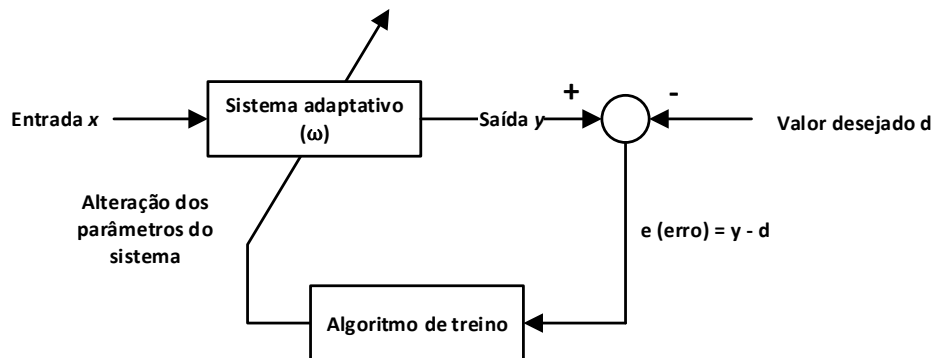 Entrada x
Sistema adaptativo
(ω)
Saída y
+
-
Valor desejado d
Alteração dos
parâmetros do
sistema
e (erro) = y - d
Algoritmo de treino